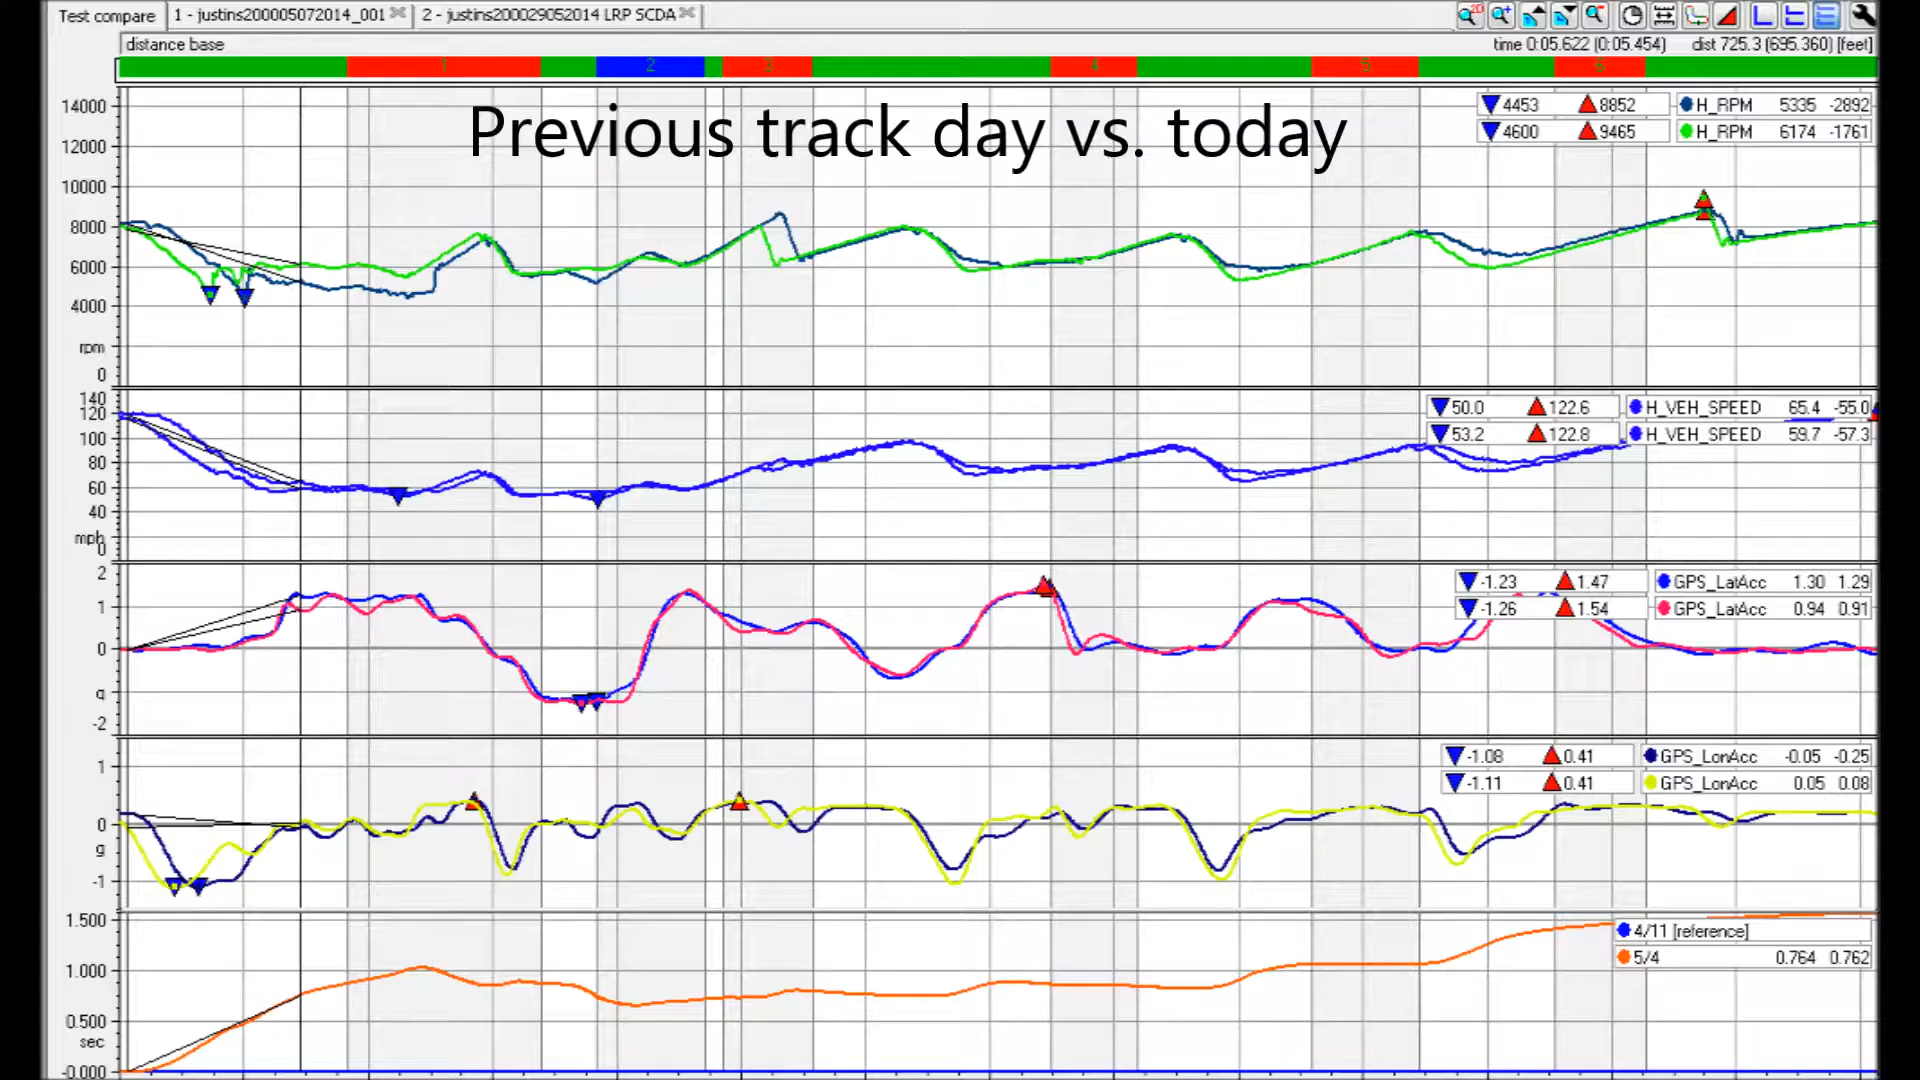 Test compare
1 - justins200005072014_001
2 - justins200029052014 LRP SCDA
distance base
time 0:05.622 (0:05.454) dist 725.3 (695.360) [feet]
1 2 3 4 5 6
Previous track day vs. today
14000
12000
10000
8000
6000
4000
rpm
0
4453 8852 H_RPM 5335 -2892
4600 9465 H_RPM 6174 -1761
140
120
100
80
60
40
mph
0
50.0 122.6 H_VEH_SPEED 65.4 -55.0
53.2 122.8 H_VEH_SPEED 59.7 -57.3
2
1
0
g
-2
-1.23 1.47 GPS_LatAcc 1.30 1.29
-1.26 1.54 GPS_LatAcc 0.94 0.91
1
0
g
-1
-1.08 0.41 GPS_LonAcc -0.05 -0.25
-1.11 0.41 GPS_LonAcc 0.05 0.08
1.500
1.000
0.500
sec
-0.000
4/11 [reference]
5/4 0.764 0.762